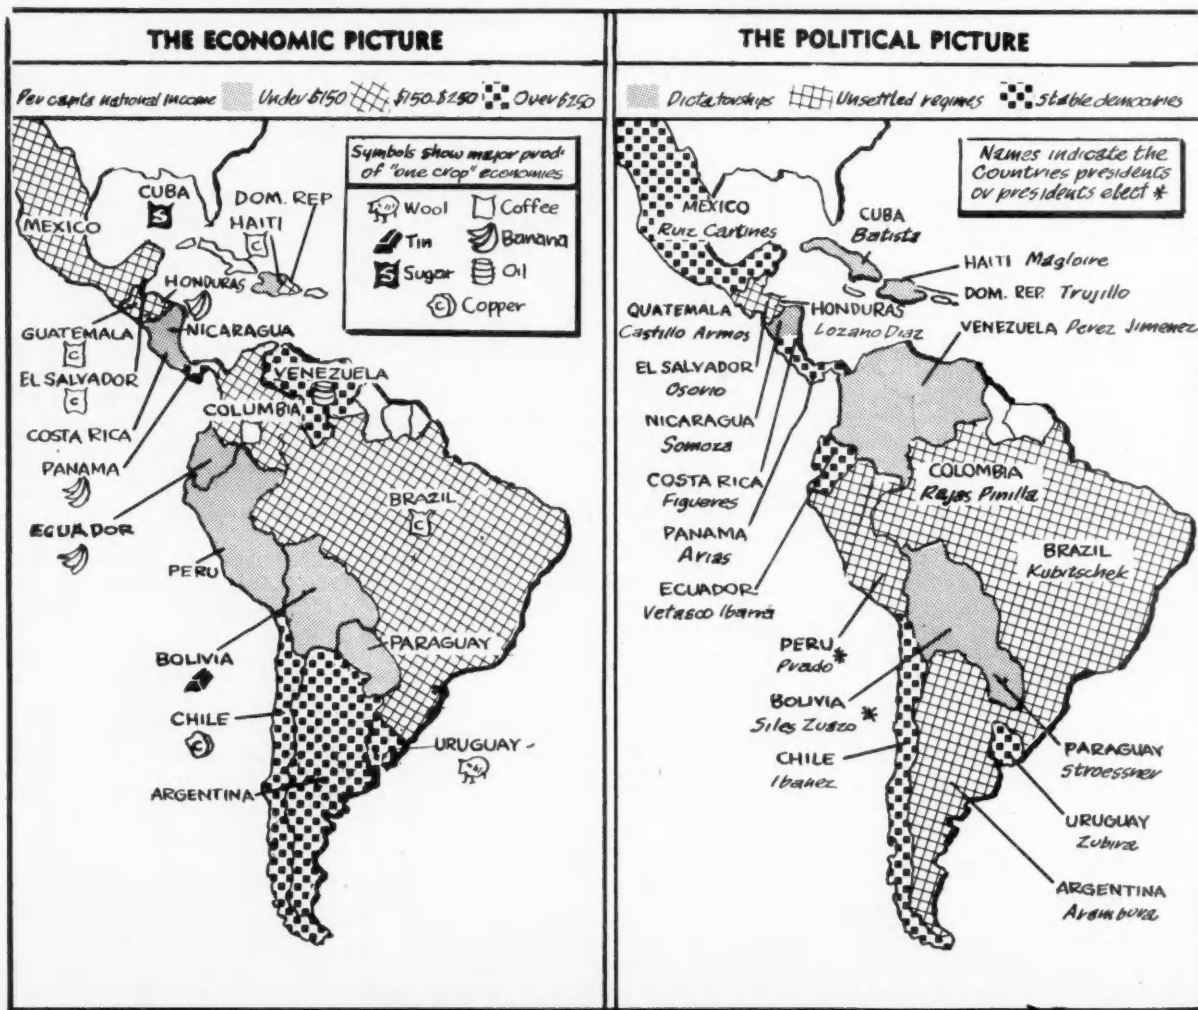 THE ECONOMIC PICTURE
Per capita national income
Under $150
$150-$250
Over $250
Symbols show major prod.
of "one crop" economies
Wool
Coffee
Tin
Banana
S
Sugar
Oil
C
Copper
CUBA
S
DOM. REP
HAITI
C
MEXICO
HONDURAS
GUATEMALA
C
NICARAGUA
EL SALVADOR
C
VENEZUELA
COLUMBIA
COSTA RICA
PANAMA
BRAZIL
C
ECUADOR
PERU
PARAGUAY
BOLIVIA
CHILE
C
URUGUAY
ARGENTINA
THE POLITICAL PICTURE
Dictatorships
Unsettled regimes
Stable democracies
Names indicate the
Countries presidents
or presidents elect *
MEXICO
Ruiz Cartines
CUBA
Batista
HAITI Magloire
DOM. REP. Trujillo
GUATEMALA
Castillo Armos
HONDURAS
Lozano Diaz
VENEZUELA Perez Jimenez
EL SALVADOR
Osorio
NICARAGUA
Somoza
COSTA RICA
Figueres
COLOMBIA
Rojas Pinilla
PANAMA
Arias
BRAZIL
Kubitschek
ECUADOR
Velasco Ibarra
PERU *
Prado
BOLIVIA *
Siles Zuazo
CHILE
Ibanez
PARAGUAY
Stroessner
URUGUAY
Zubira
ARGENTINA
Arambura